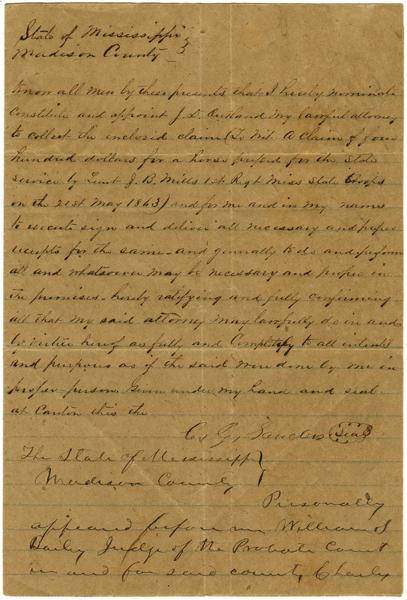 State of Mississippi
Madison County
Know all men by these presents that I hereby nominate
constitute and appoint J. D. my lawful attorney
to collect the enclosed claim (To Wit. A Claim of four
Hundred dollars for a horse pressed for the State
service by Lieut J. B. Mills 1st Regt Miss State Troops
on the 21st May 1863) and for me and in my name
to execute sign and deliver all necessary and proper
receipts for the same and generally to do and perform
all and whatsoever may be necessary and proper in
the premises. hereby ratifying and fully confirming
all that my said attorney may lawfully do in and
by virtue hereof as fully and completely to all intents
and purposes as if the said were done by me in
proper person. Given under my hand and seal
at Canton this the
C. G. Sanders Seal
The State of Mississippi
Madison County
Personally
appeared before me William S
Bailey Judge of the Probate Court
in and for said county Charles